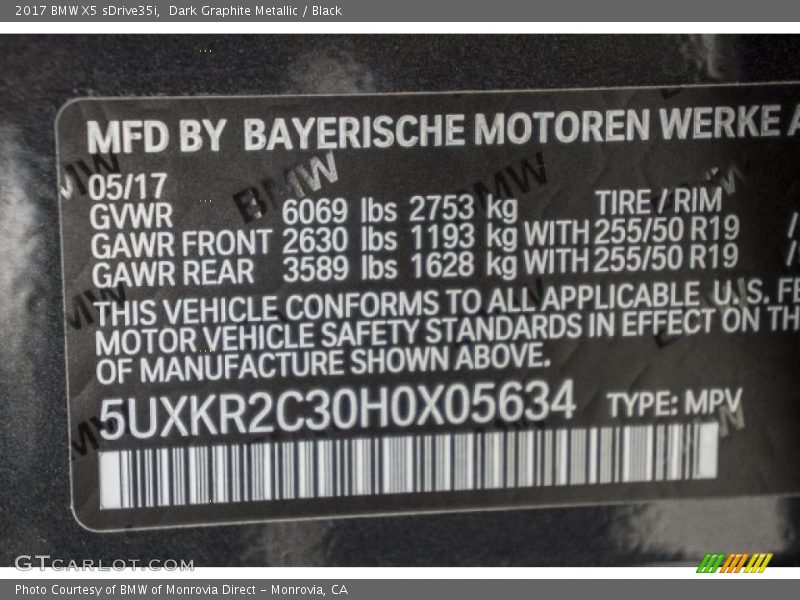 2017 BMW X5 sDrive35i, Dark Graphite Metallic / Black
MFD BY BAYERISCHE MOTOREN WERKE A
05/17
GVWR 6069 lbs 2753 kg TIRE / RIM
GAWR FRONT 2630 lbs 1193 kg WITH 255/50 R19
GAWR REAR 3589 lbs 1628 kg WITH 255/50 R19
THIS VEHICLE CONFORMS TO ALL APPLICABLE U.S. FE
MOTOR VEHICLE SAFETY STANDARDS IN EFFECT ON TH
OF MANUFACTURE SHOWN ABOVE.
5UXKR2C30H0X05634 TYPE: MPV
GTCARLOT.COM
Photo Courtesy of BMW of Monrovia Direct - Monrovia, CA